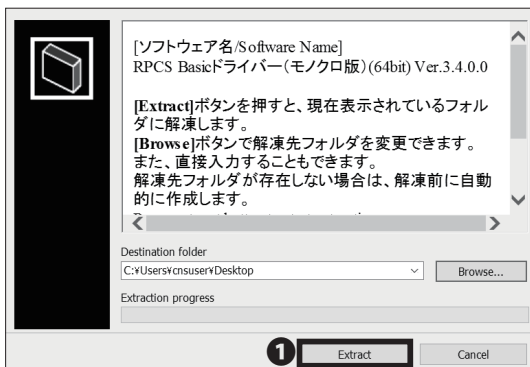 [ソフトウェア名/Software Name]
RPCS Basicドライバー(モノクロ版)(64bit) Ver.3.4.0.0
[Extract]ボタンを押すと、現在表示されているフォル
ダに解凍します。
[Browse]ボタンで解凍先フォルダを変更できます。
また、直接入力することもできます。
解凍先フォルダが存在しない場合は、解凍前に自動
的に作成します。
Destination folder
C:¥Users¥cnsuser¥Desktop
Browse...
Extraction progress
1 Extract Cancel